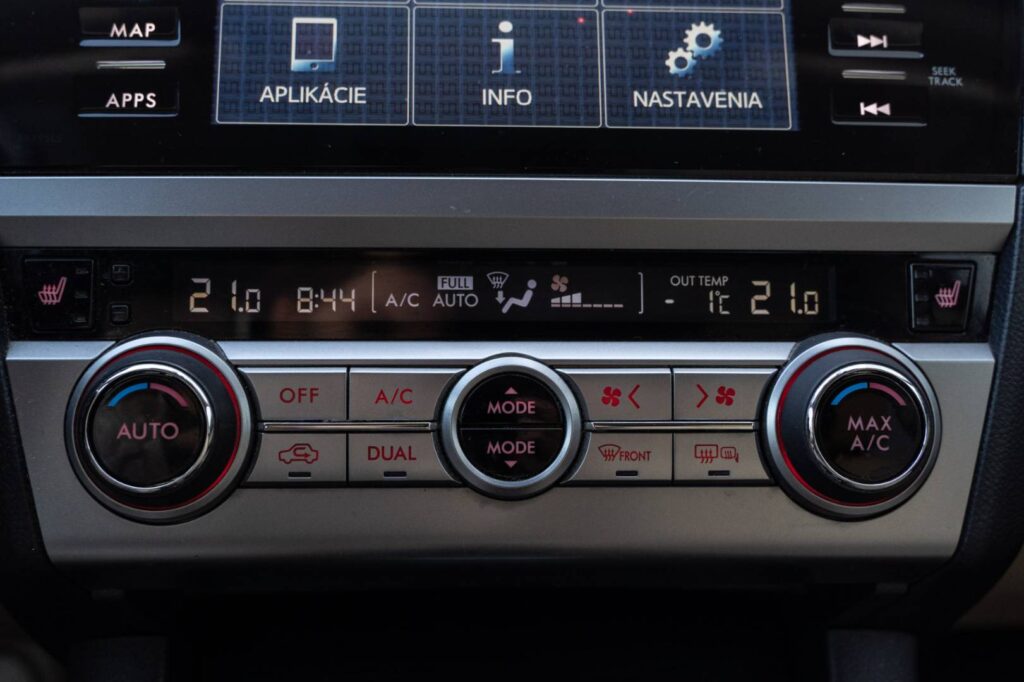 MAP
APPS
APLIKÁCIE
INFO
NASTAVENIA
SEEK
TRACK
21.0 8:44 A/C FULL AUTO OUT TEMP - 1°C 21.0
AUTO
OFF
A/C
DUAL
MODE
MODE
FRONT
MAX
A/C